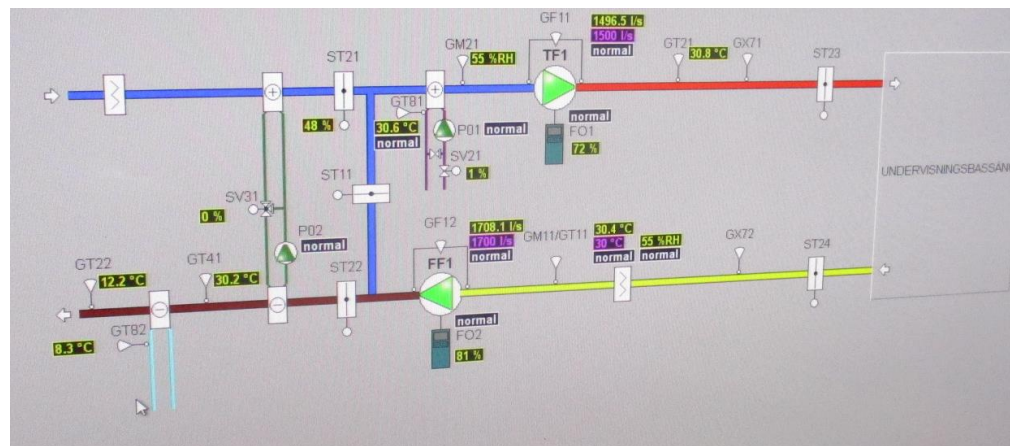 GF11
1496.5 l/s
1500 l/s
normal
TF1
ST21
GM21
55 %RH
GT21
30.8 °C
GX71
ST23
48 %
GT81
30.6 °C
normal
P01 normal
SV21
1 %
normal
FO1
72 %
ST11
UNDERVISNINGSBASSÄN
SV31
0 %
P02
normal
GF12
1708.1 l/s
1700 l/s
normal
FF1
GM11/GT11
30.4 °C
30 °C
normal
55 %RH
normal
GX72
ST24
GT22
12.2 °C
GT41
30.2 °C
ST22
normal
FO2
81 %
GT82
8.3 °C